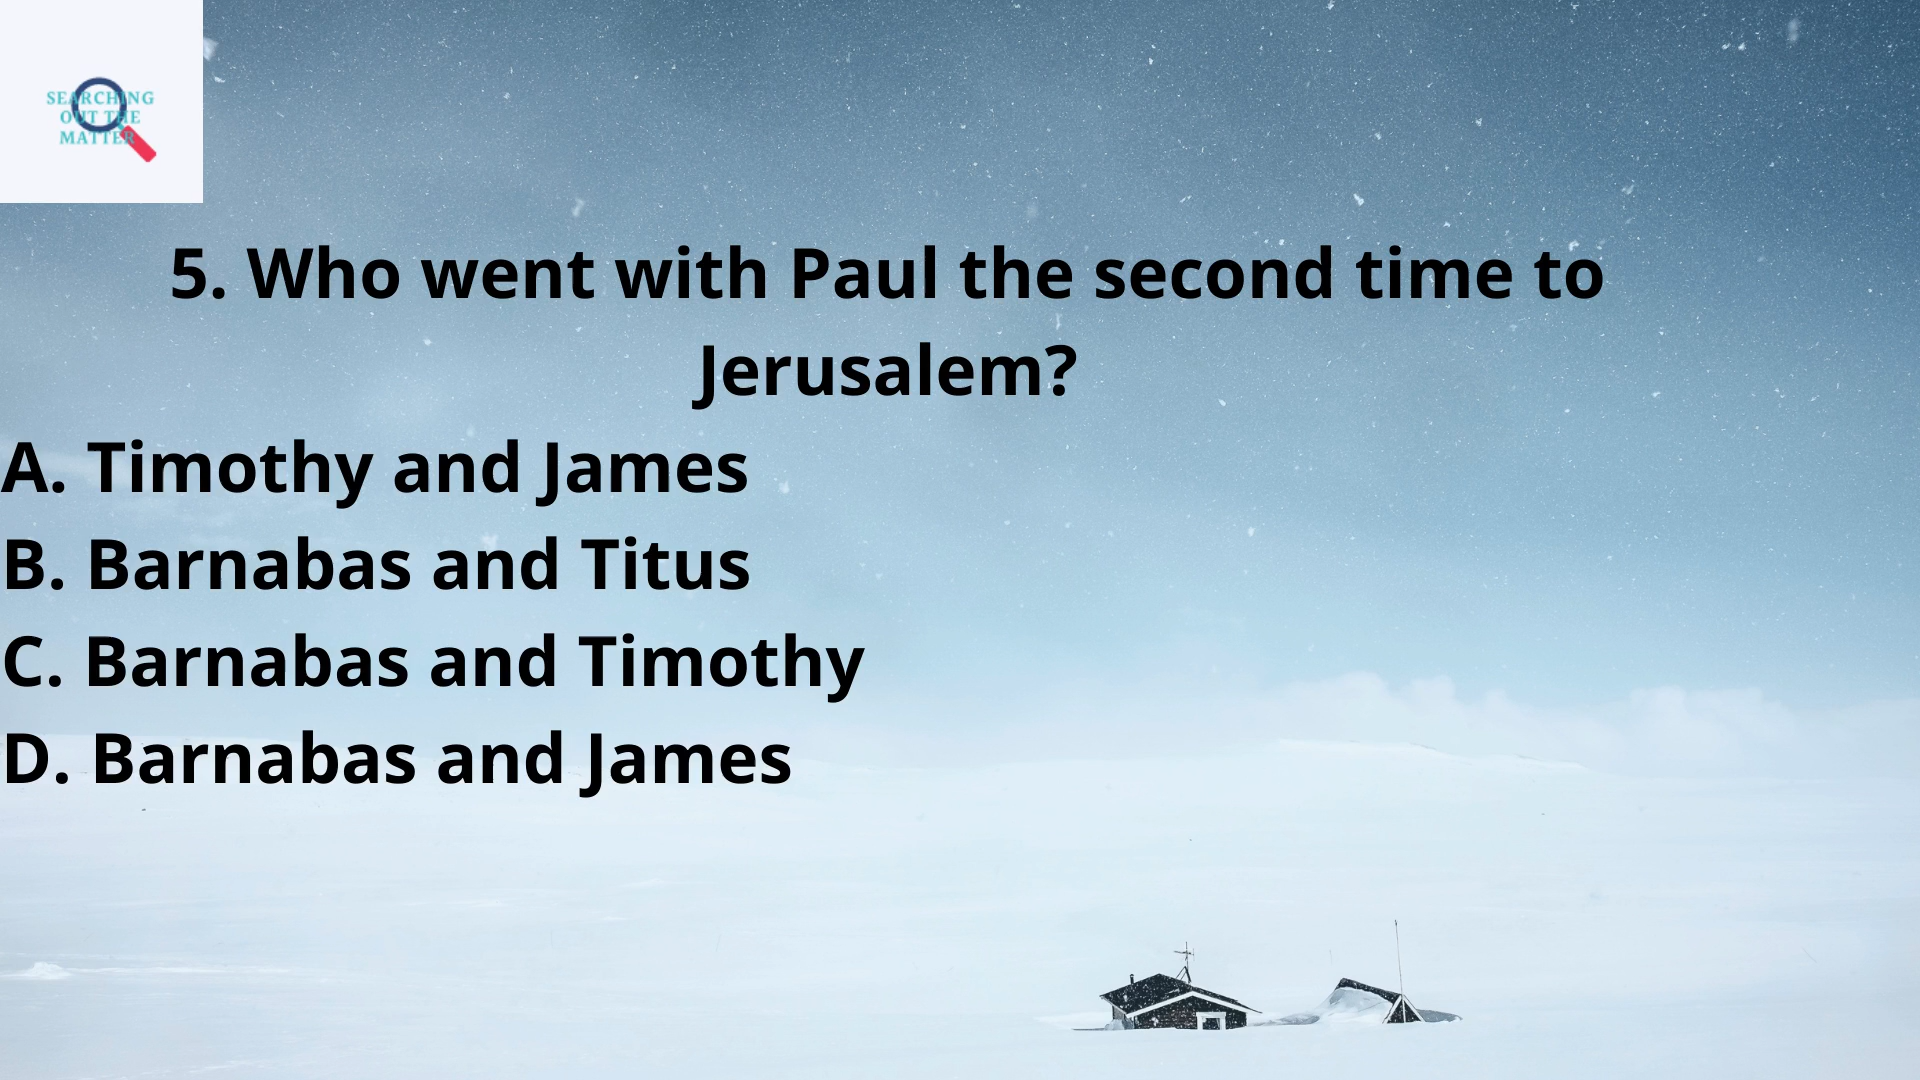 SEARCHING
OUT THE
MATTER
5. Who went with Paul the second time to
Jerusalem?
A. Timothy and James
B. Barnabas and Titus
C. Barnabas and Timothy
D. Barnabas and James